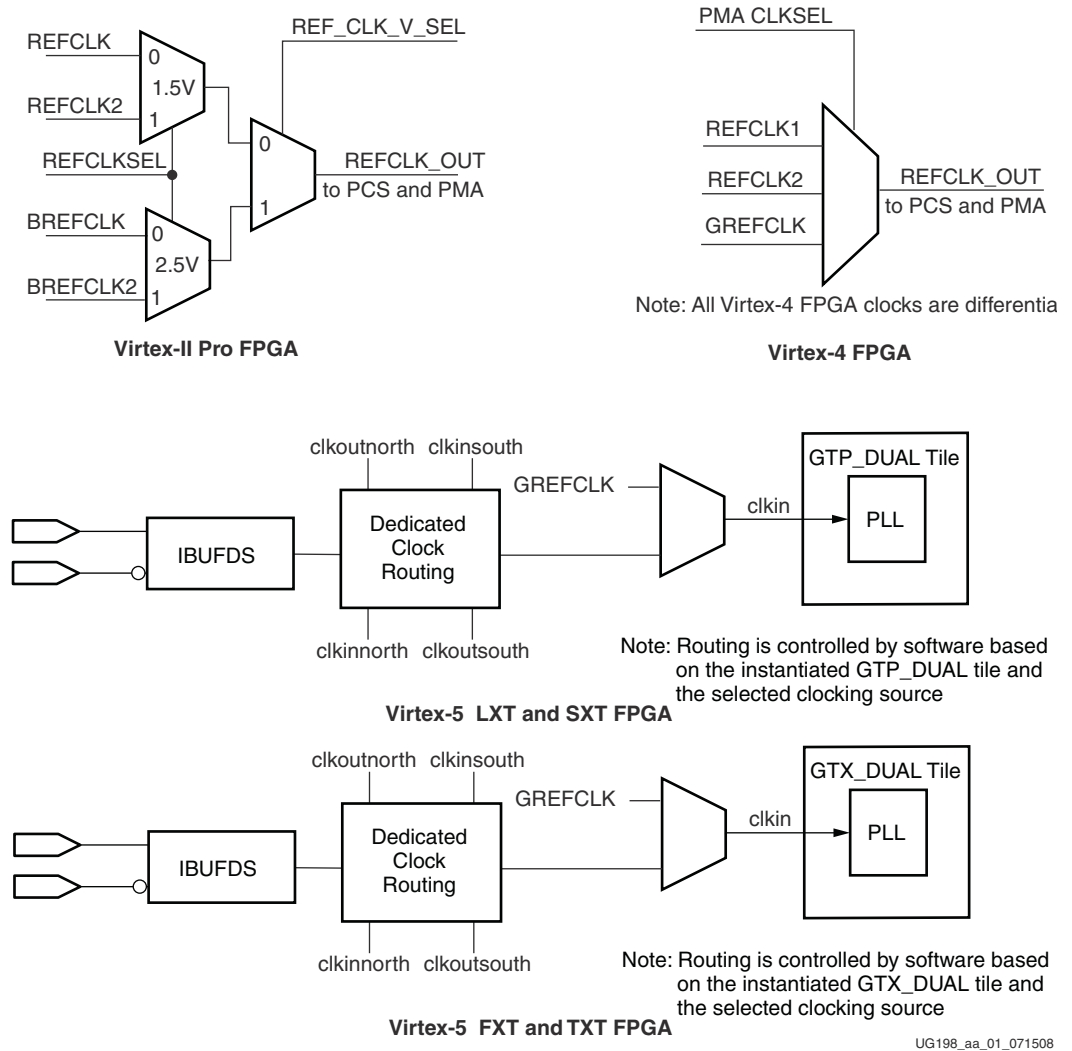 REF_CLK_V_SEL
REFCLK
0
1.5V
REFCLK2
1
REFCLKSEL
0
REFCLK_OUT
to PCS and PMA
1
BREFCLK
0
2.5V
BREFCLK2
1
Virtex-II Pro FPGA
PMA CLKSEL
REFCLK1
REFCLK2
GREFCLK
REFCLK_OUT
to PCS and PMA
Note: All Virtex-4 FPGA clocks are differentia
Virtex-4 FPGA
clkoutnorth clkinsouth
GREFCLK
GTP_DUAL Tile
clkin
PLL
IBUFDS
Dedicated
Clock
Routing
clkinnorth clkoutsouth
Note: Routing is controlled by software based
on the instantiated GTP_DUAL tile and
the selected clocking source
Virtex-5 LXT and SXT FPGA
clkoutnorth clkinsouth
GREFCLK
GTX_DUAL Tile
clkin
PLL
IBUFDS
Dedicated
Clock
Routing
clkinnorth clkoutsouth
Note: Routing is controlled by software based
on the instantiated GTX_DUAL tile and
the selected clocking source
Virtex-5 FXT and TXT FPGA
UG198_aa_01_071508